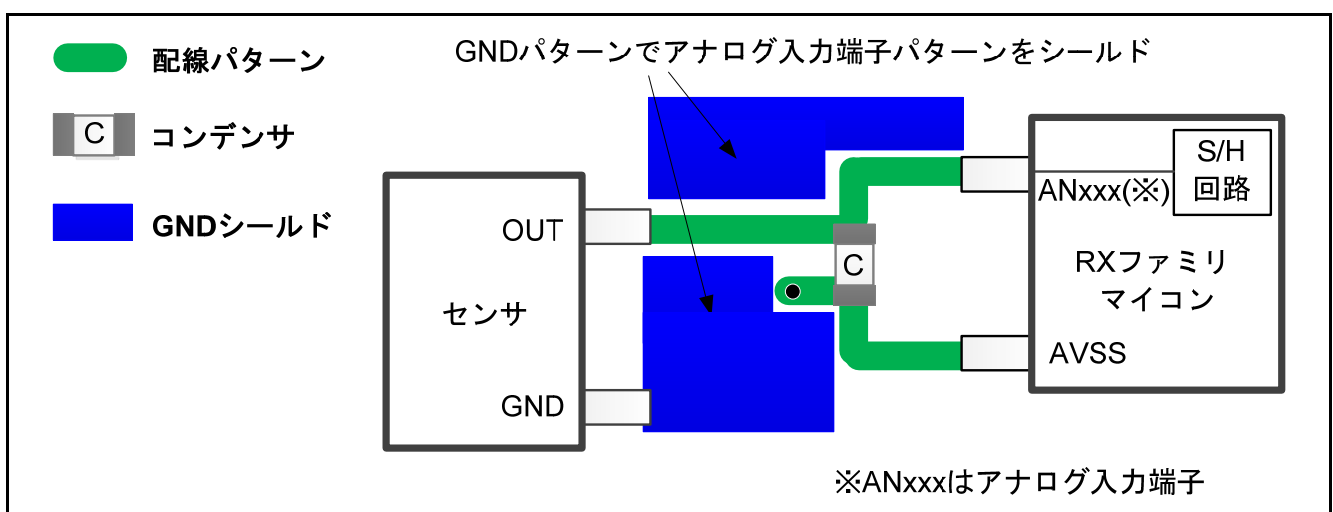 配線パターン
GNDパターンでアナログ入力端子パターンをシールド
C
コンデンサ
GNDシールド
S/H
回路
ANxxx(※)
OUT
C
RXファミリ
マイコン
センサ
AVSS
GND
※ANxxxはアナログ入力端子